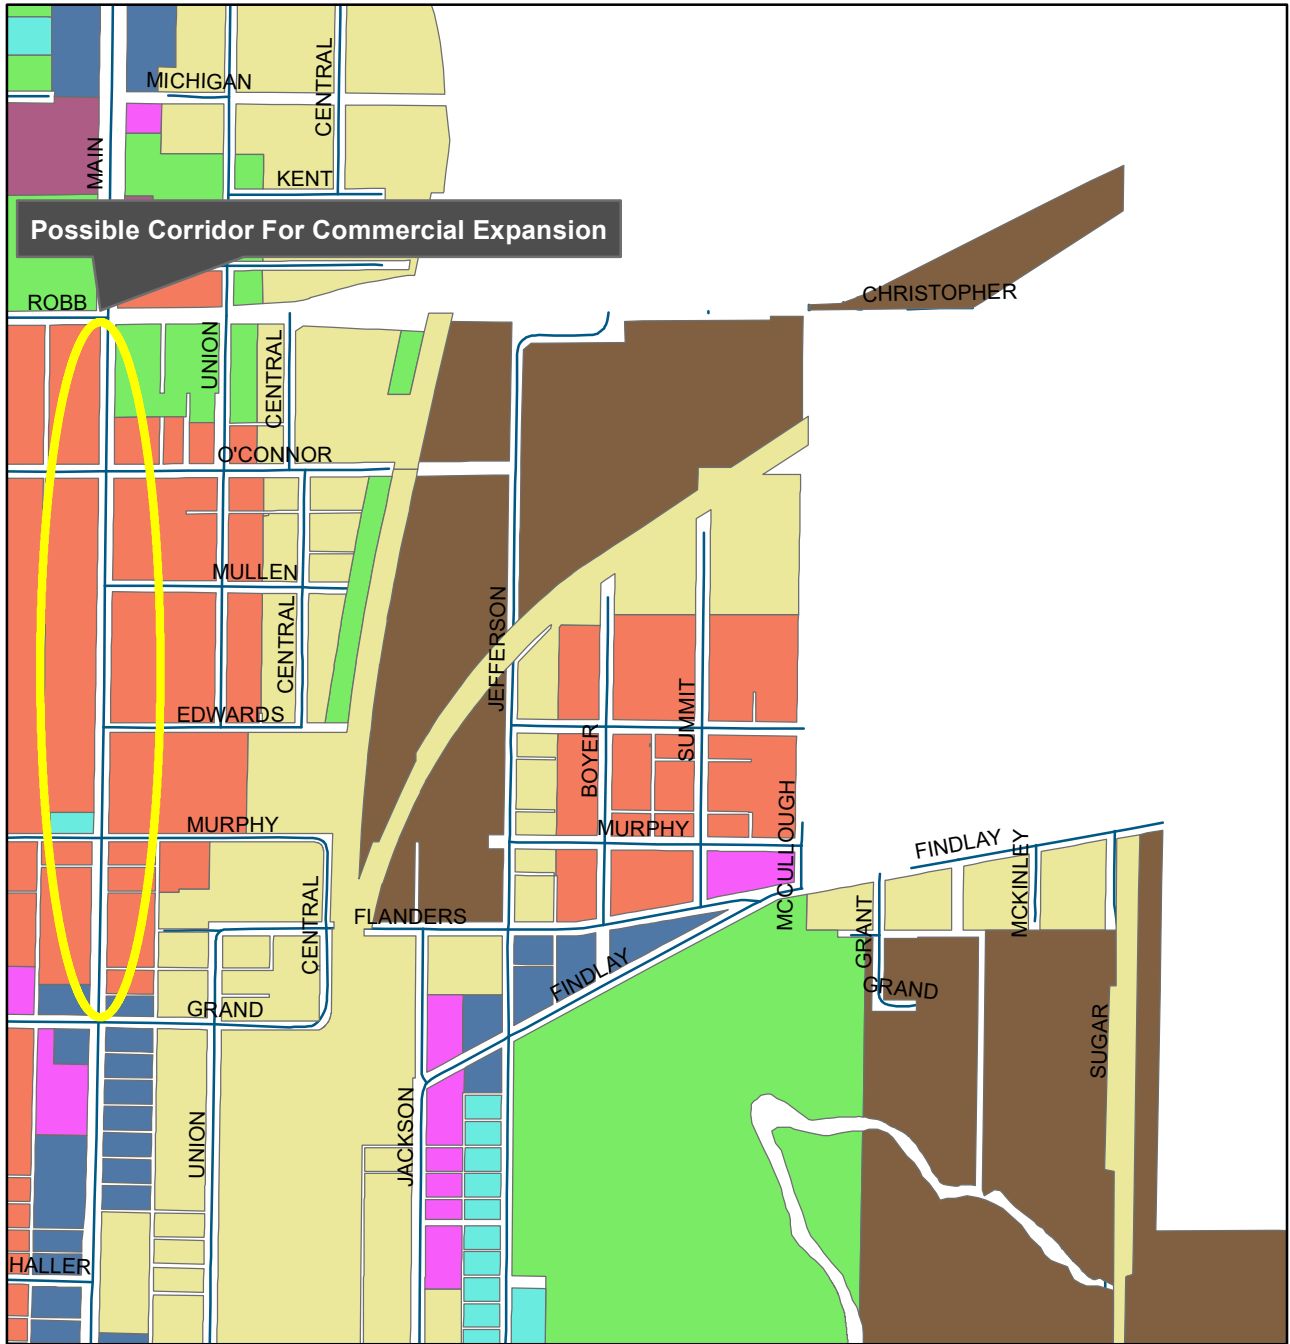 MICHIGAN
CENTRAL
MAIN
KENT
Possible Corridor For Commercial Expansion
ROBB
CHRISTOPHER
UNION
CENTRAL
O'CONNOR
MULLEN
CENTRAL
JEFFERSON
EDWARDS
SUMMIT
BOYER
MURPHY
MURPHY
MCCULLOUGH
FINDLAY
MCKINLEY
CENTRAL
FLANDERS
GRANT
FINDLAY
GRAND
GRAND
SUGAR
UNION
JACKSON
HALLER